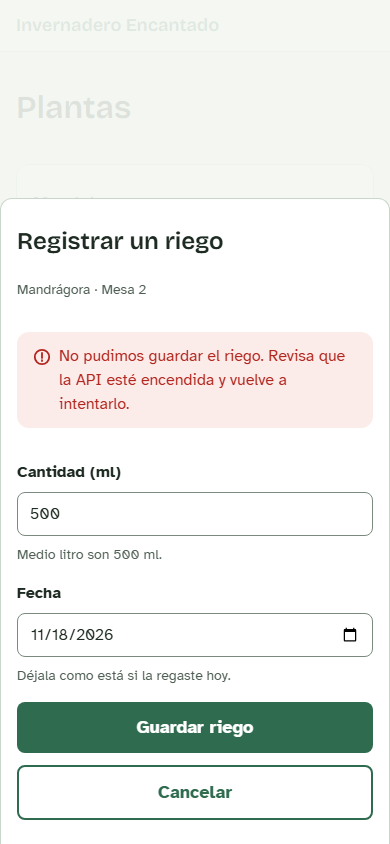 Invernadero Encantado
Plantas
Registrar un riego
Mandrágora · Mesa 2
No pudimos guardar el riego. Revisa que
la API esté encendida y vuelve a
intentarlo.
Cantidad (ml)
500
Medio litro son 500 ml.
Fecha
11/18/2026
Déjala como está si la regaste hoy.
Guardar riego
Cancelar